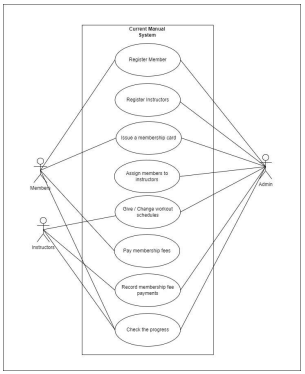 Current Manual
System
Register Member
Register Instructors
Issue a membership card
Assign members to
instructors
Members
Admin
Give / Change workout
schedules
Instructors
Pay membership fees
Record membership fee
payments
Check the progress